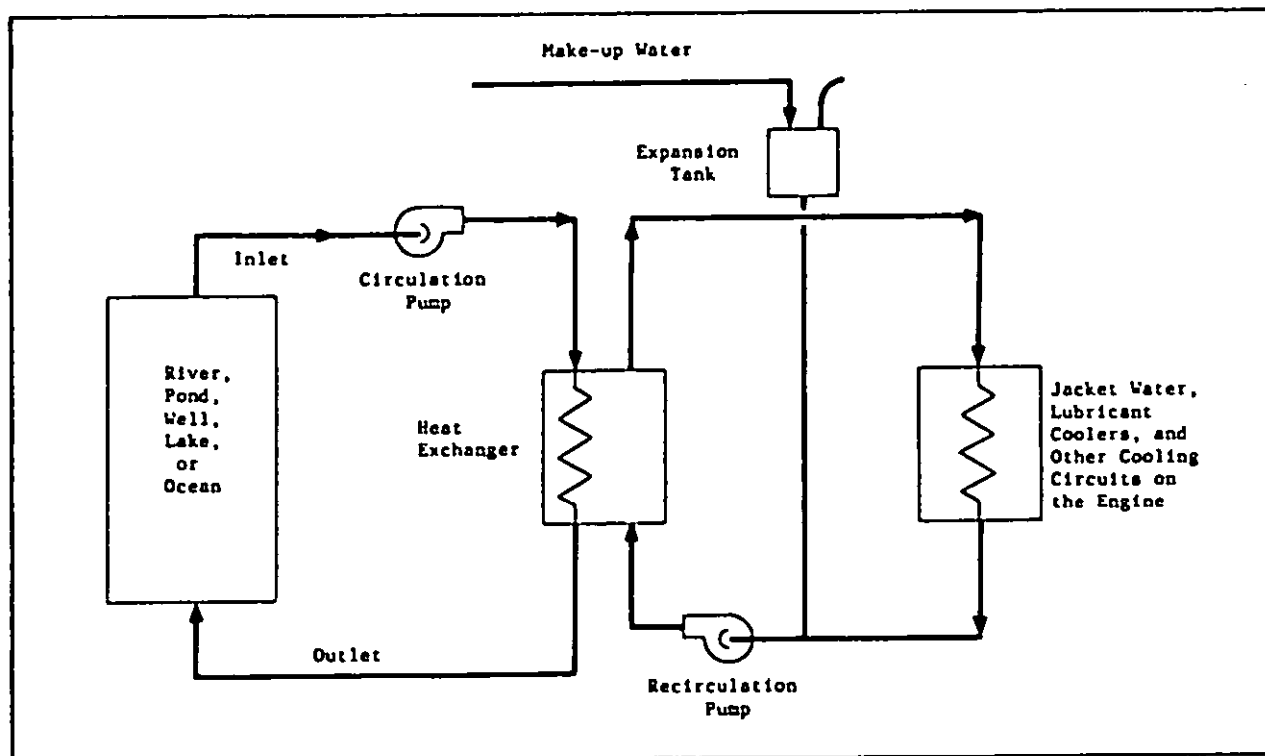 Make-up Water
Expansion
Tank
Inlet
Circulation
Pump
River,
Pond,
Well,
Lake,
or
Ocean
Heat
Exchanger
Jacket Water,
Lubricant
Coolers, and
Other Cooling
Circuits on
the Engine
Outlet
Recirculation
Pump